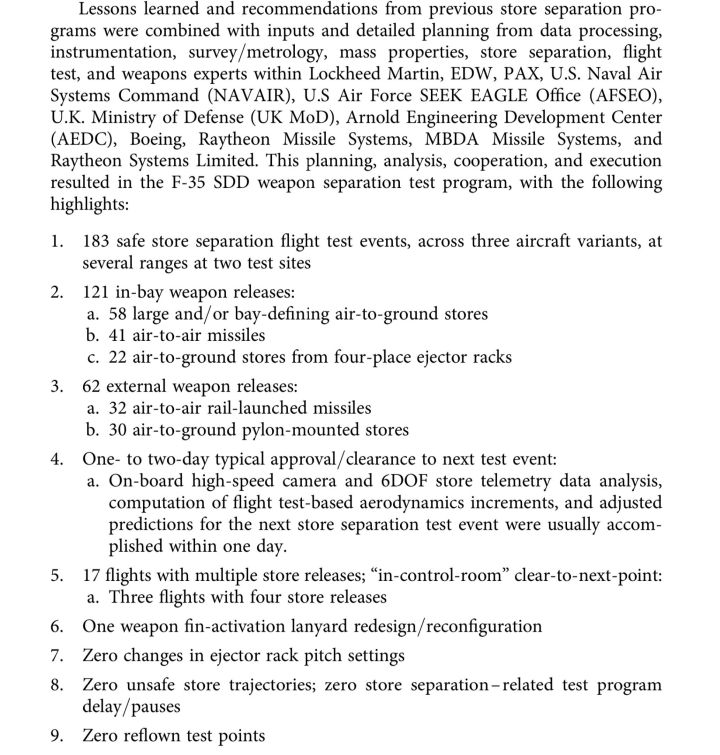 Lessons learned and recommendations from previous store separation pro-
grams were combined with inputs and detailed planning from data processing,
instrumentation, survey/metrology, mass properties, store separation, flight
test, and weapons experts within Lockheed Martin, EDW, PAX, U.S. Naval Air
Systems Command (NAVAIR), U.S Air Force SEEK EAGLE Office (AFSEO),
U.K. Ministry of Defense (UK MoD), Arnold Engineering Development Center
(AEDC), Boeing, Raytheon Missile Systems, MBDA Missile Systems, and
Raytheon Systems Limited. This planning, analysis, cooperation, and execution
resulted in the F-35 SDD weapon separation test program, with the following
highlights:
1. 183 safe store separation flight test events, across three aircraft variants, at
several ranges at two test sites
2. 121 in-bay weapon releases:
a. 58 large and/or bay-defining air-to-ground stores
b. 41 air-to-air missiles
c. 22 air-to-ground stores from four-place ejector racks
3. 62 external weapon releases:
a. 32 air-to-air rail-launched missiles
b. 30 air-to-ground pylon-mounted stores
4. One- to two-day typical approval/clearance to next test event:
a. On-board high-speed camera and 6DOF store telemetry data analysis,
computation of flight test-based aerodynamics increments, and adjusted
predictions for the next store separation test event were usually accom-
plished within one day.
5. 17 flights with multiple store releases; “in-control-room” clear-to-next-point:
a. Three flights with four store releases
6. One weapon fin-activation lanyard redesign/reconfiguration
7. Zero changes in ejector rack pitch settings
8. Zero unsafe store trajectories; zero store separation–related test program
delay/pauses
9. Zero reflown test points